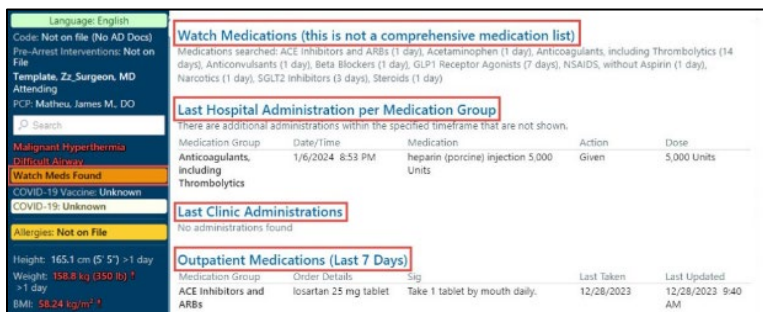 Language: English
Code: Not on file (No AD Docs)
Pre-Arrest Interventions: Not on
File
Template, Zz_Surgeon, MD
Attending
PCP: Matheu, James M., DO
Search
Malignant Hyperthermia
Difficult Airway
Watch Meds Found
COVID-19 Vaccine: Unknown
COVID-19: Unknown
Allergies: Not on File
Height: 165.1 cm (5' 5") >1 day
Weight: 158.8 kg (350 lb) !
>1 day
BMI: 58.24 kg/m² !
Watch Medications (this is not a comprehensive medication list)
Medications searched: ACE Inhibitors and ARBs (1 day), Acetaminophen (1 day), Anticoagulants, including Thrombolytics (14
days), Anticonvulsants (1 day), Beta Blockers (1 day), GLP1 Receptor Agonists (7 days), NSAIDS, without Aspirin (1 day),
Narcotics (1 day), SGLT2 Inhibitors (3 days), Steroids (1 day)
Last Hospital Administration per Medication Group
There are additional administrations within the specified timeframe that are not shown.
Medication Group Date/Time Medication Action Dose
Anticoagulants, 1/6/2024 8:53 PM heparin (porcine) injection 5,000 Given 5,000 Units
including Units
Thrombolytics
Last Clinic Administrations
No administrations found
Outpatient Medications (Last 7 Days)
Medication Group Order Details Sig Last Taken Last Updated
ACE Inhibitors and losartan 25 mg tablet Take 1 tablet by mouth daily. 12/28/2023 12/28/2023 9:40
ARBs AM